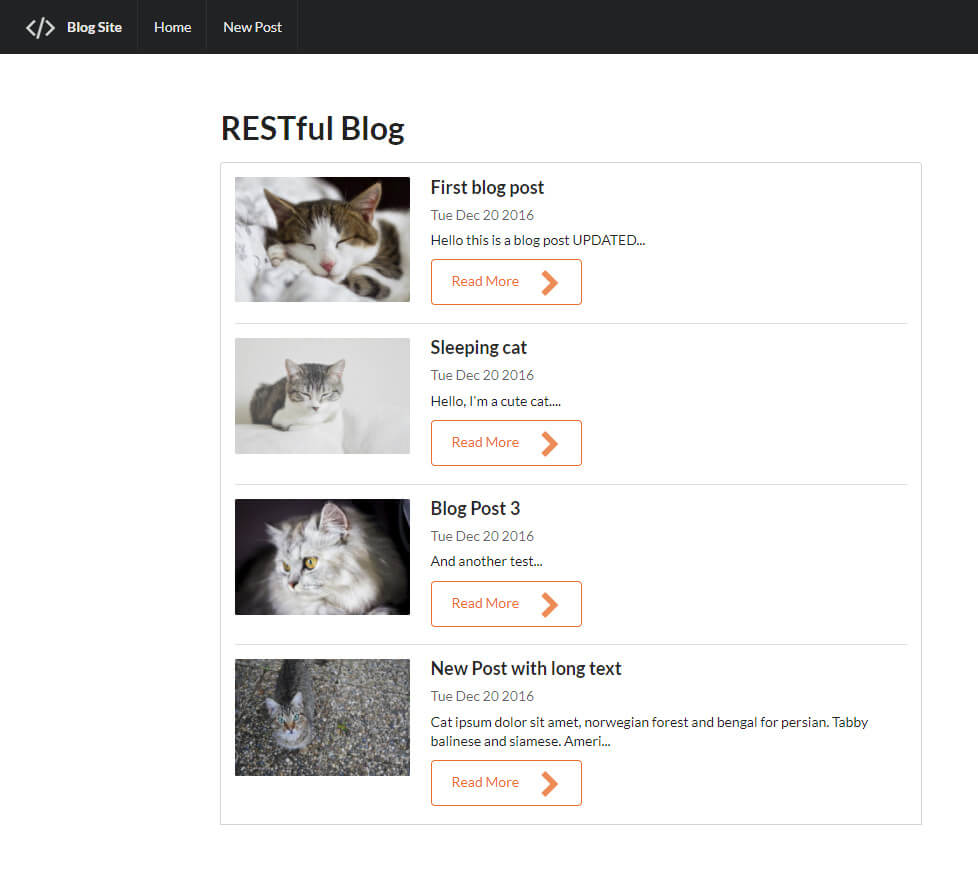 Blog Site
Home
New Post
RESTful Blog
First blog post
Tue Dec 20 2016
Hello this is a blog post UPDATED...
Read More
Sleeping cat
Tue Dec 20 2016
Hello, I'm a cute cat....
Read More
Blog Post 3
Tue Dec 20 2016
And another test...
Read More
New Post with long text
Tue Dec 20 2016
Cat ipsum dolor sit amet, norwegian forest and bengal for persian. Tabby
balinese and siamese. Ameri...
Read More